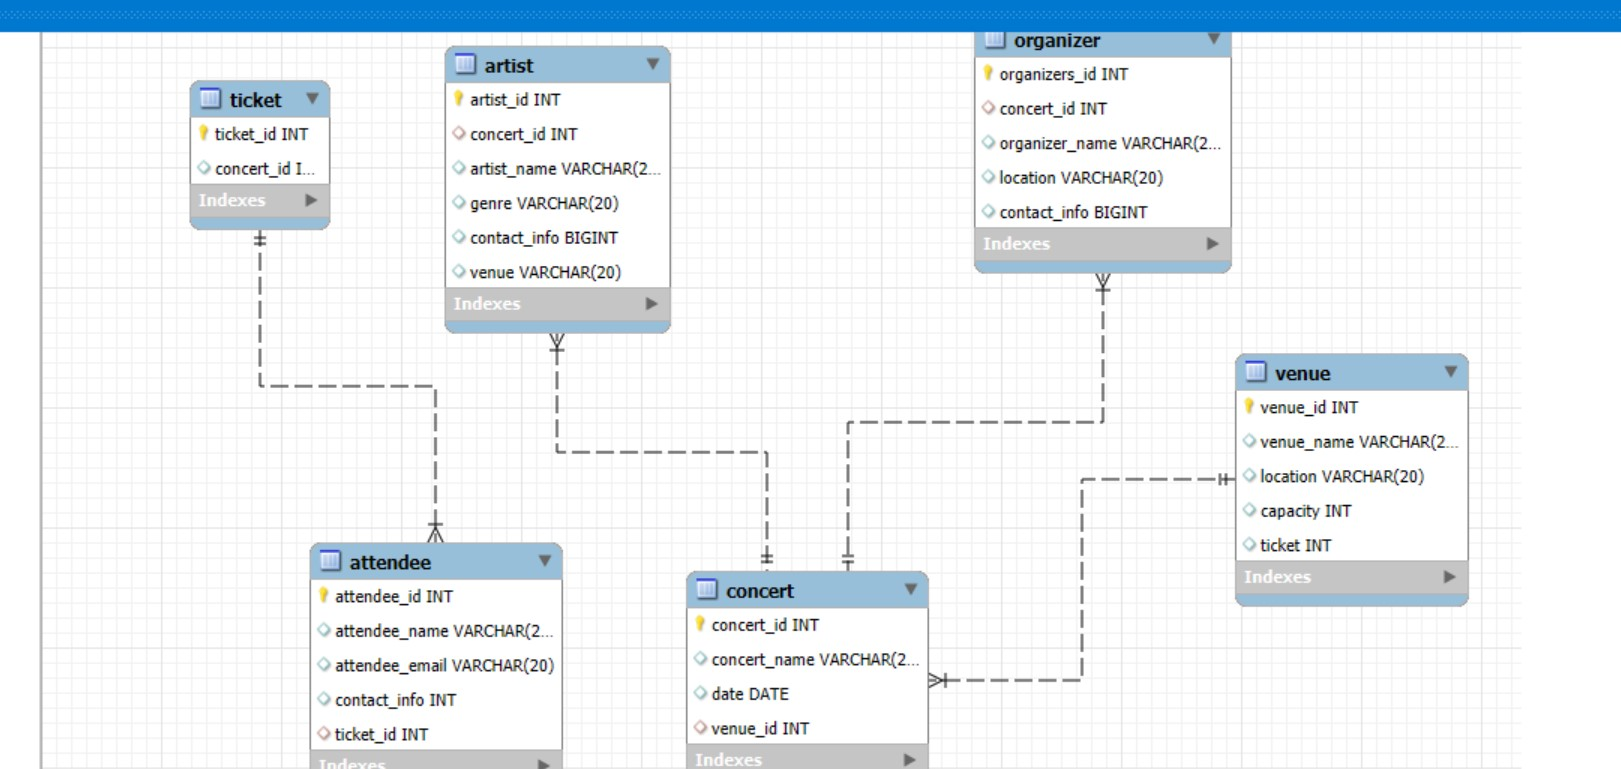 ticket
ticket_id INT
concert_id I...
Indexes
artist
artist_id INT
concert_id INT
artist_name VARCHAR(2...
genre VARCHAR(20)
contact_info BIGINT
venue VARCHAR(20)
Indexes
organizer
organizers_id INT
concert_id INT
organizer_name VARCHAR(2...
location VARCHAR(20)
contact_info BIGINT
Indexes
venue
venue_id INT
venue_name VARCHAR(2...
location VARCHAR(20)
capacity INT
ticket INT
Indexes
attendee
attendee_id INT
attendee_name VARCHAR(2...
attendee_email VARCHAR(20)
contact_info INT
ticket_id INT
Indexes
concert
concert_id INT
concert_name VARCHAR(2...
date DATE
venue_id INT
Indexes